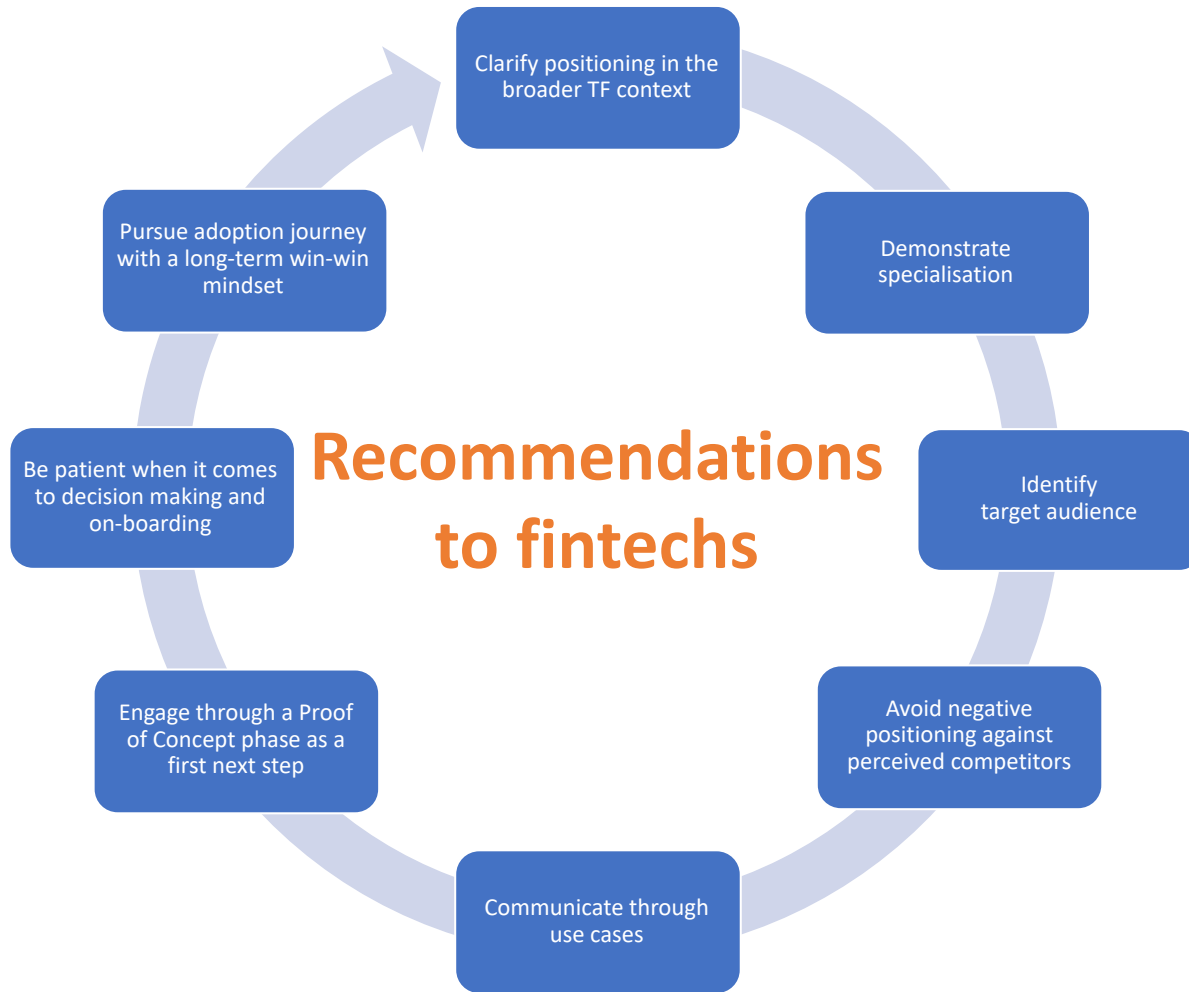 Clarify positioning in the
broader TF context
Demonstrate
specialisation
Identify
target audience
Avoid negative
positioning against
perceived competitors
Communicate through
use cases
Engage through a Proof
of Concept phase as a
first next step
Be patient when it comes
to decision making and
on-boarding
Pursue adoption journey
with a long-term win-win
mindset
Recommendations
to fintechs